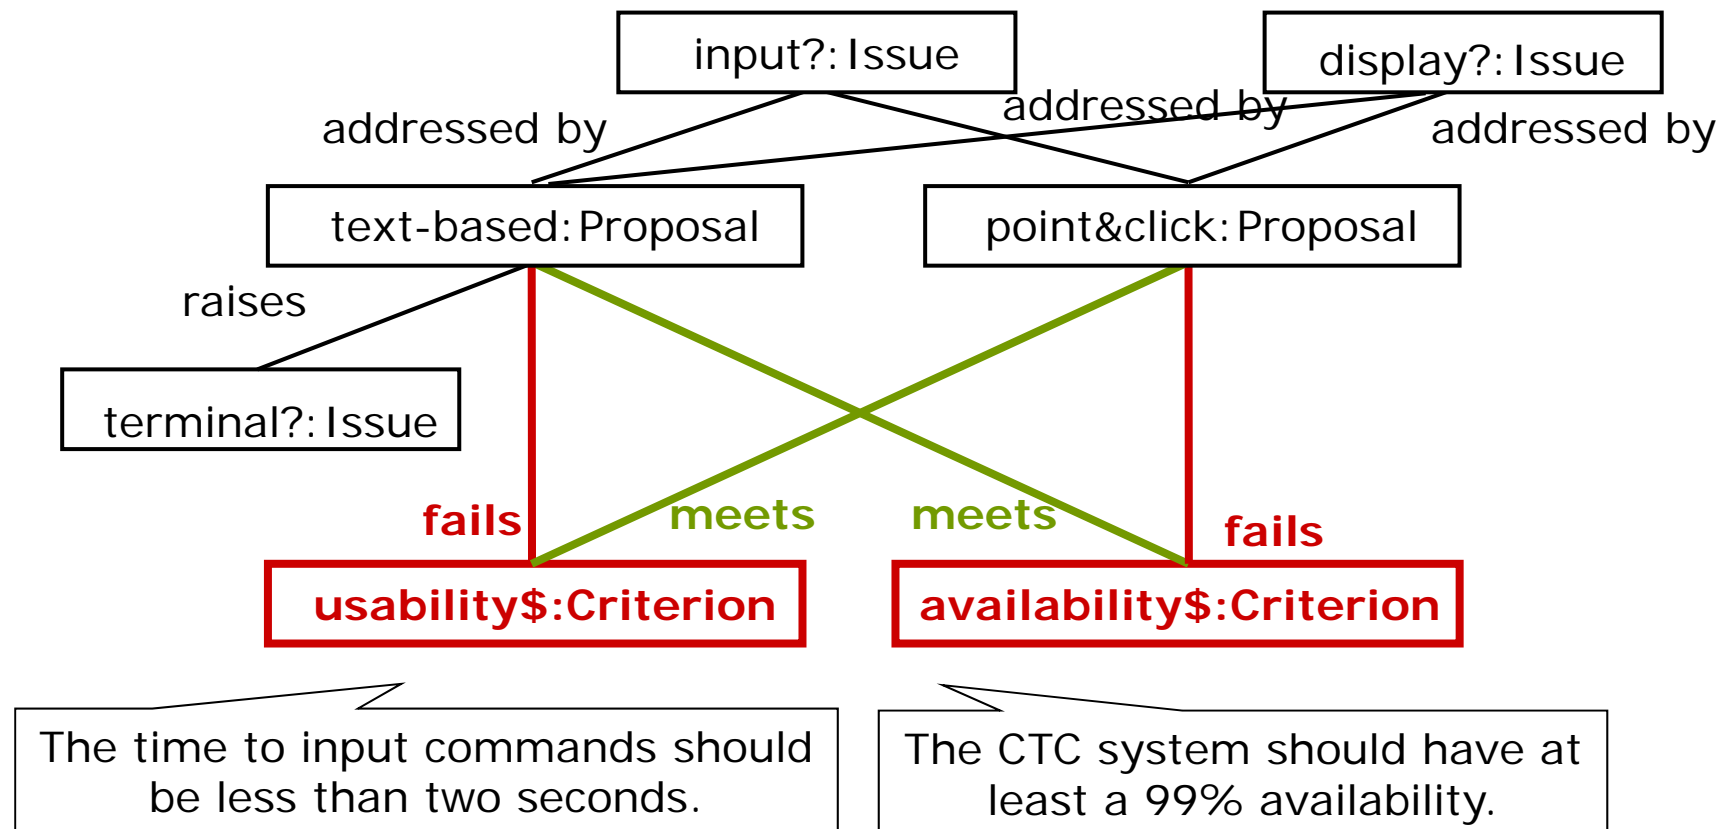 input?:Issue
display?:Issue
addressed by
addressed by
addressed by
text-based:Proposal
point&click:Proposal
raises
terminal?:Issue
fails
meets
meets
fails
usability$:Criterion
availability$:Criterion
The time to input commands should
be less than two seconds.
The CTC system should have at
least a 99% availability.